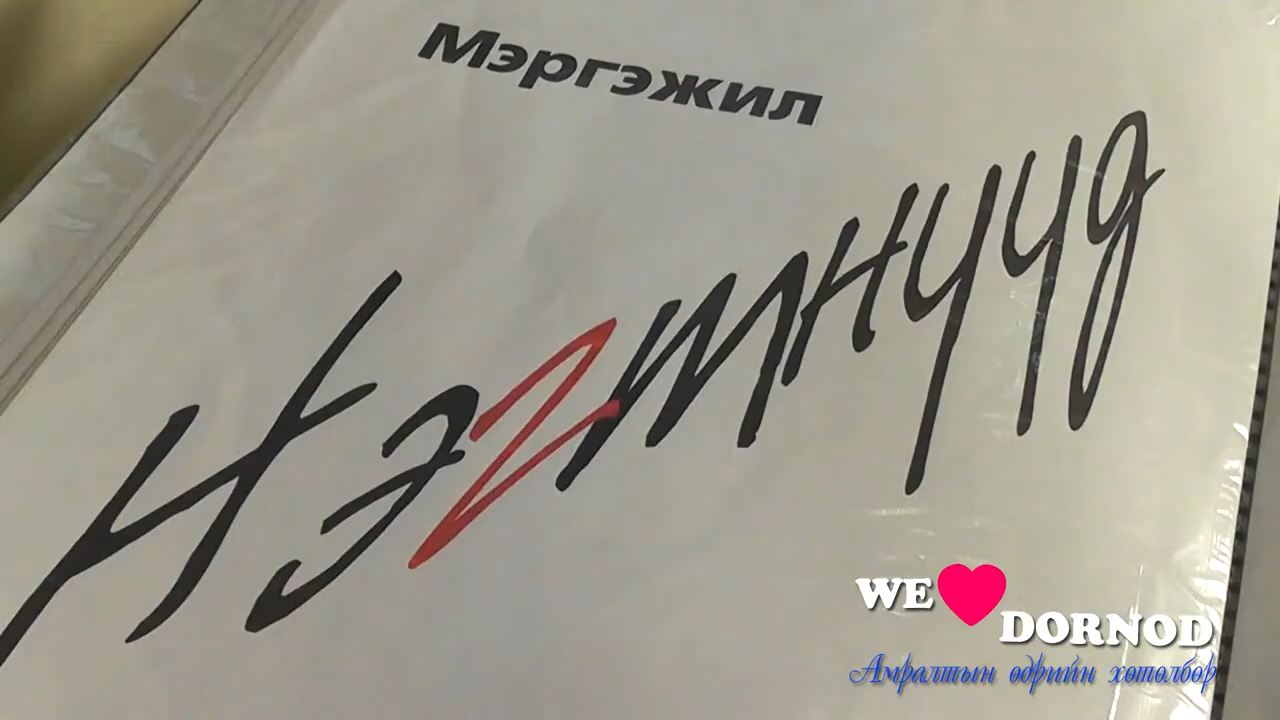 Мэргэжил
Нэгтнүүд
WE
DORNOD
Амралтын өдрийн хөтөлбөр